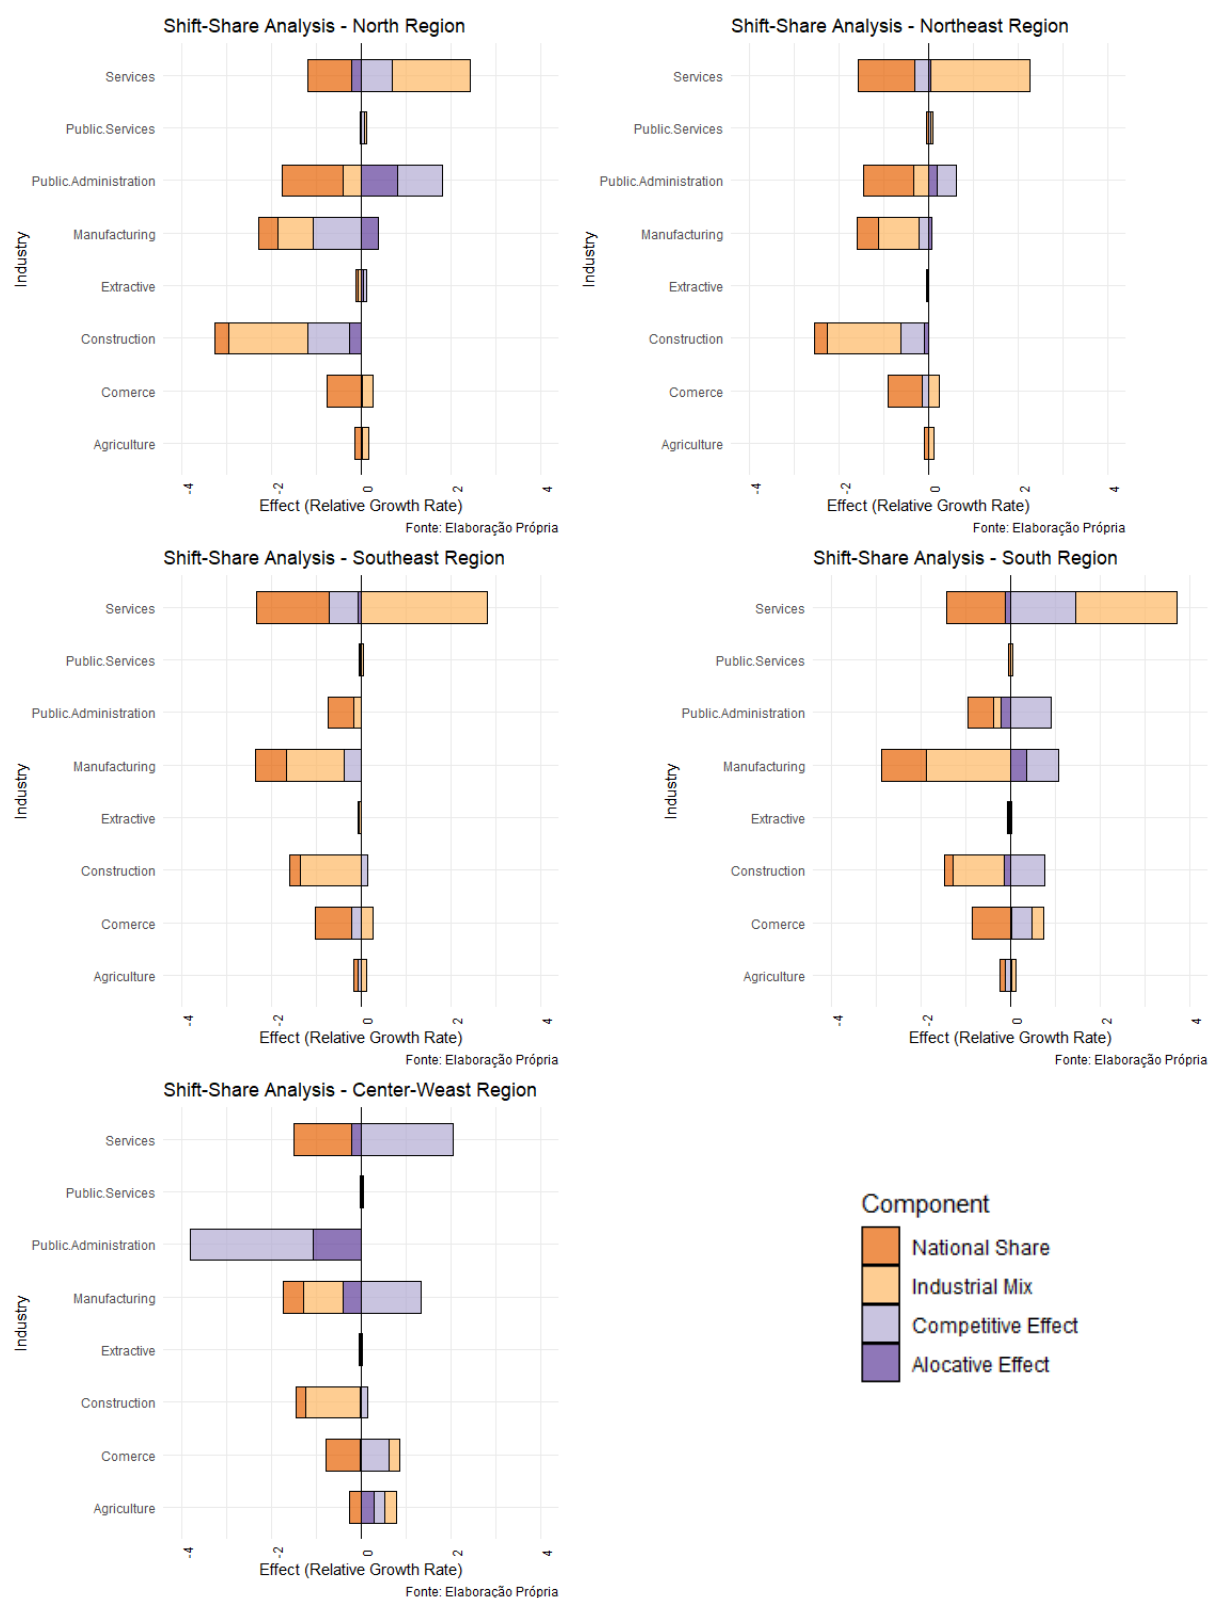 Shift-Share Analysis - North Region
Industry
Services
Public.Services
Public.Administration
Manufacturing
Extractive
Construction
Comerce
Agriculture
-4 -2 0 2 4
Effect (Relative Growth Rate)
Fonte: Elaboração Própria
Shift-Share Analysis - Northeast Region
Industry
Services
Public.Services
Public.Administration
Manufacturing
Extractive
Construction
Comerce
Agriculture
-4 -2 0 2 4
Effect (Relative Growth Rate)
Fonte: Elaboração Própria
Shift-Share Analysis - Southeast Region
Industry
Services
Public.Services
Public.Administration
Manufacturing
Extractive
Construction
Comerce
Agriculture
-4 -2 0 2 4
Effect (Relative Growth Rate)
Fonte: Elaboração Própria
Shift-Share Analysis - South Region
Industry
Services
Public.Services
Public.Administration
Manufacturing
Extractive
Construction
Comerce
Agriculture
-4 -2 0 2 4
Effect (Relative Growth Rate)
Fonte: Elaboração Própria
Shift-Share Analysis - Center-Weast Region
Industry
Services
Public.Services
Public.Administration
Manufacturing
Extractive
Construction
Comerce
Agriculture
-4 -2 0 2 4
Effect (Relative Growth Rate)
Fonte: Elaboração Própria
Component
National Share
Industrial Mix
Competitive Effect
Alocative Effect